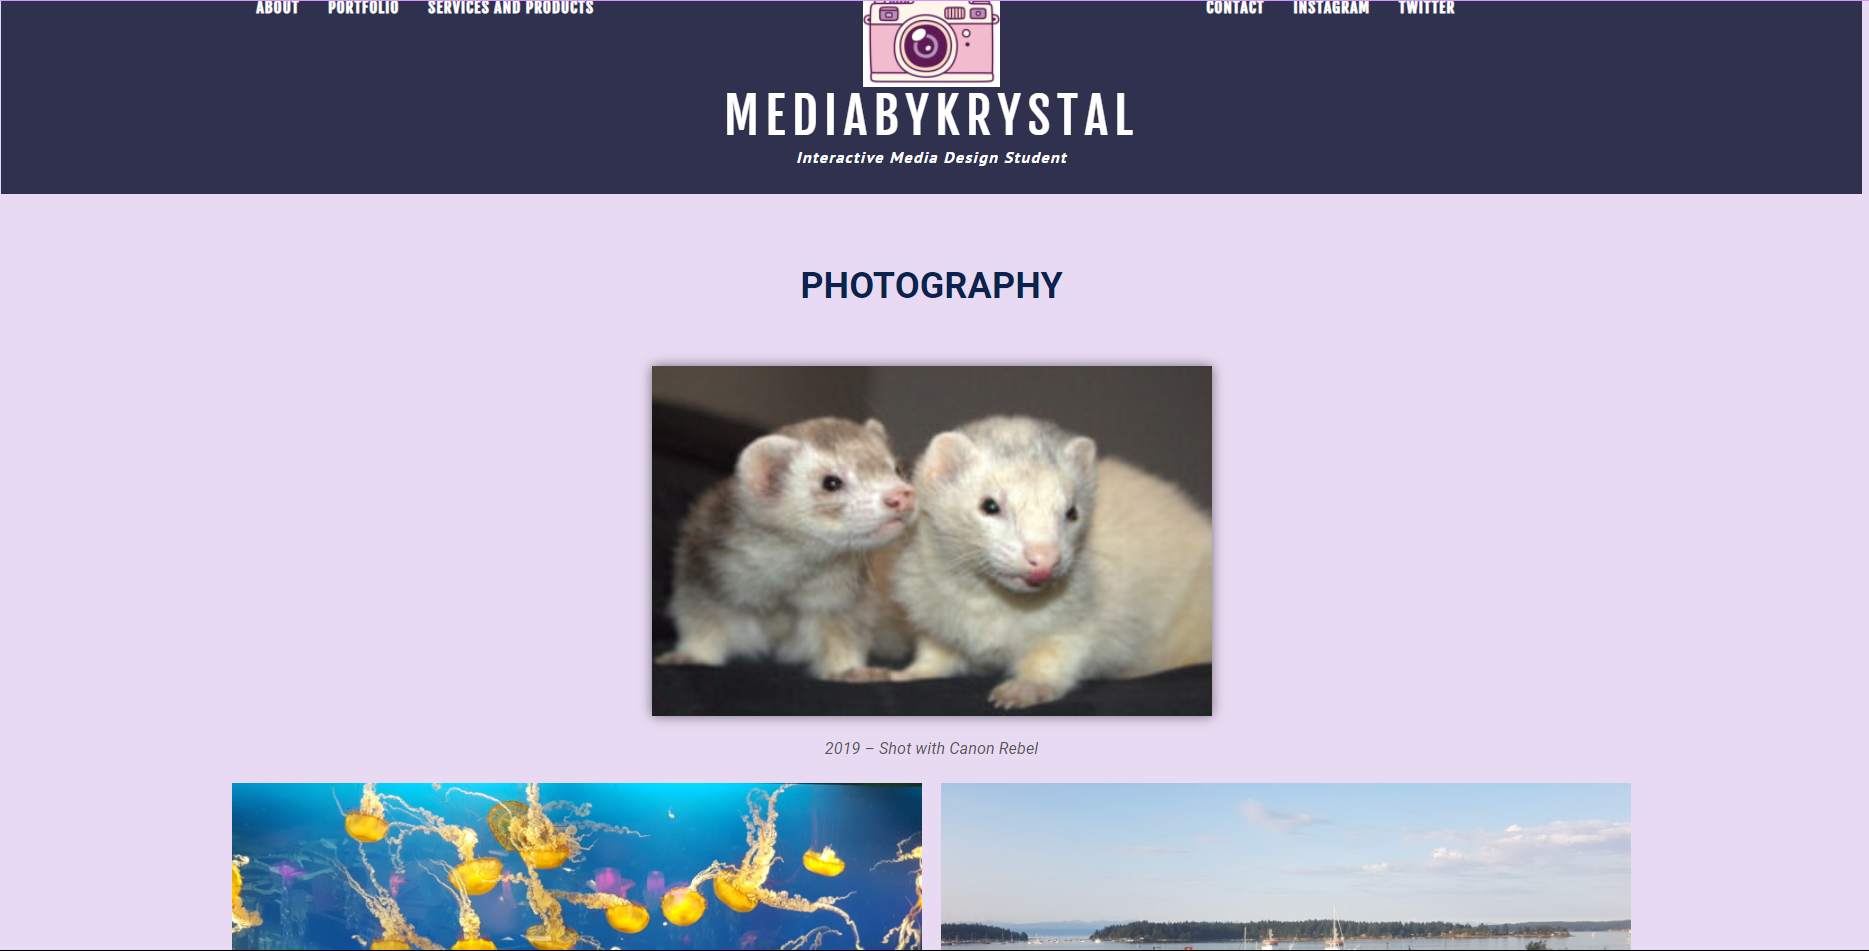 ABOUT PORTFOLIO SERVICES AND PRODUCTS CONTACT INSTAGRAM TWITTER
MEDIABYKRYSTAL
Interactive Media Design Student
PHOTOGRAPHY
2019 – Shot with Canon Rebel